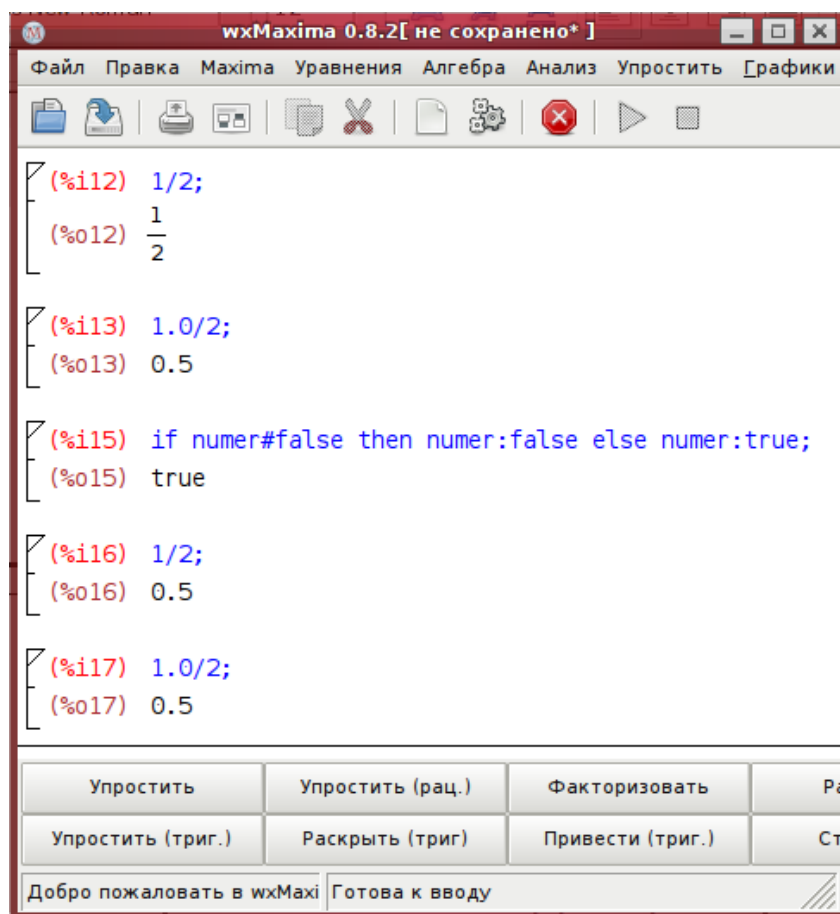 wxMaxima 0.8.2[ не сохранено* ]
Файл Правка Maxima Уравнения Алгебра Анализ Упростить Графики
(%i12) 1/2;
(%o12) 1
2
(%i13) 1.0/2;
(%o13) 0.5
(%i15) if numer#false then numer:false else numer:true;
(%o15) true
(%i16) 1/2;
(%o16) 0.5
(%i17) 1.0/2;
(%o17) 0.5
Упростить Упростить (рац.) Факторизовать
Упростить (триг.) Раскрыть (триг) Привести (триг.)
Добро пожаловать в wxMaxi Готова к вводу